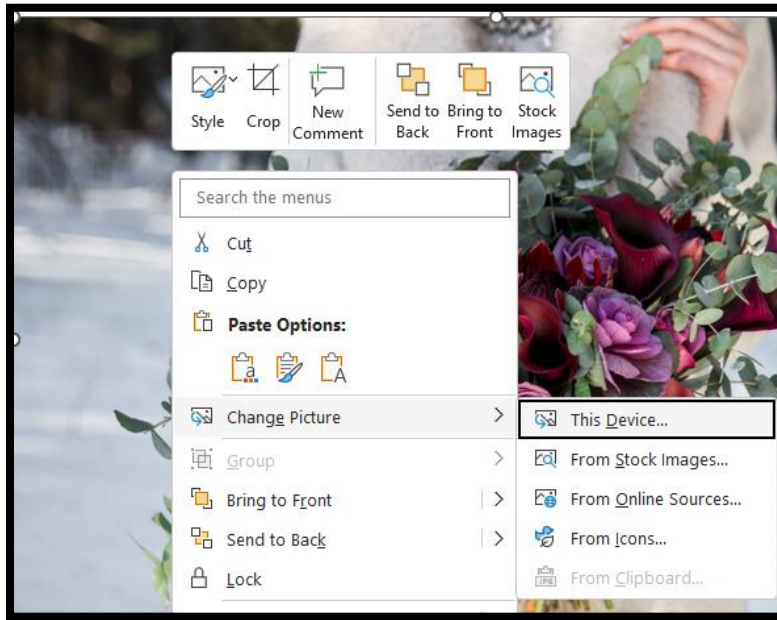 Style
Crop
New
Comment
Send to
Back
Bring to
Front
Stock
Images
Search the menus
Cut
Copy
Paste Options:
a
A
Change Picture
Group
Bring to Front
Send to Back
Lock
This Device...
From Stock Images...
From Online Sources...
From Icons...
JPG
From Clipboard...